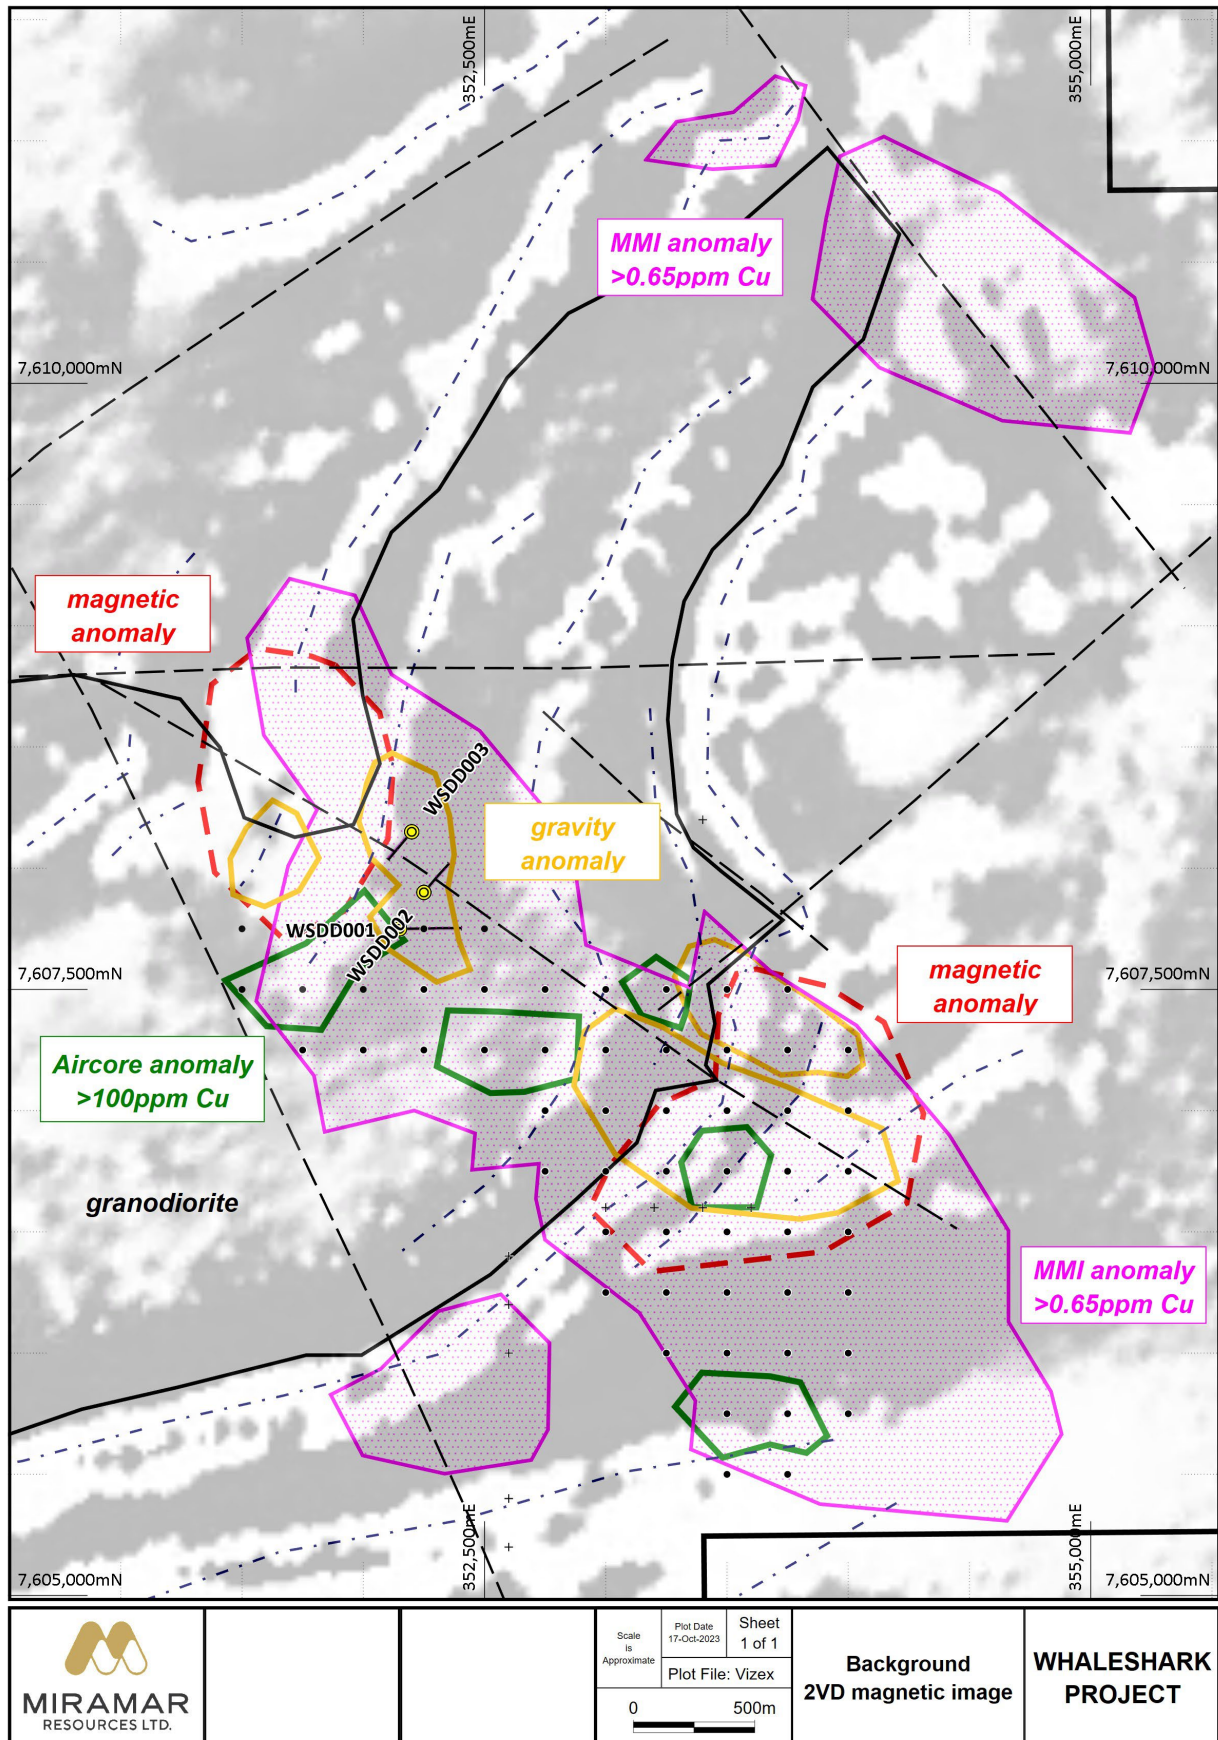 352,500mE
355,000mE
MMI anomaly
>0.65ppm Cu
7,610,000mN
7,610,000mN
magnetic
anomaly
WSDD003
gravity
anomaly
WSDD001
WSDD002
7,607,500mN
magnetic
anomaly
7,607,500mN
Aircore anomaly
>100ppm Cu
granodiorite
MMI anomaly
>0.65ppm Cu
352,500mE
355,000mE
7,605,000mN
7,605,000mN
MIRAMAR
RESOURCES LTD.
Scale
is
Approximate
Plot Date
17-Oct-2023
Sheet
1 of 1
Plot File: Vizex
0 500m
Background
2VD magnetic image
WHALESHARK
PROJECT